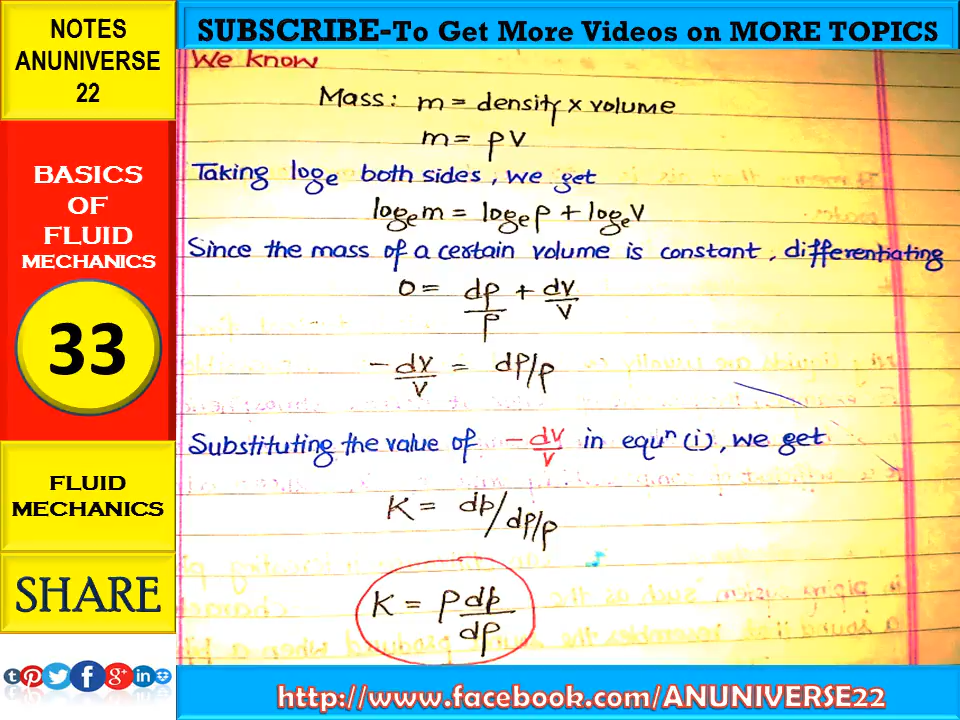 NOTES
ANUNIVERSE
22
BASICS
OF
FLUID
MECHANICS
33
FLUID
MECHANICS
SHARE
SUBSCRIBE-To Get More Videos on MORE TOPICS
We know
Mass: m = density x volume
m = ρV
Taking logₑ both sides, we get
logₑm = logₑρ + logₑV
Since the mass of a certain volume is constant, differentiating
0 = dρ/ρ + dV/V
- dV/V = dρ/ρ
Substituting the value of - dV/V in equⁿ (i), we get
K = dp/dρ/ρ
K = ρ dp/dρ
http://www.facebook.com/ANUNIVERSE22